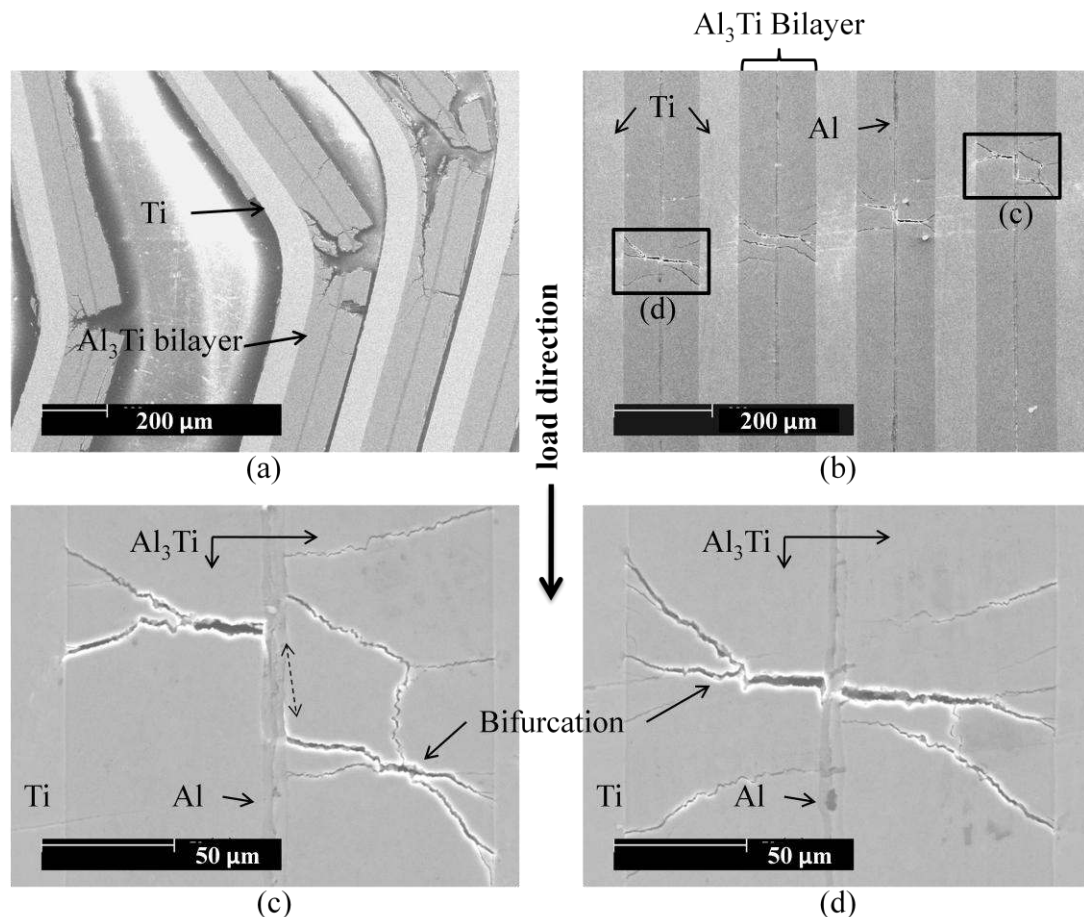 Al₃Ti Bilayer
Ti
Al₃Ti bilayer
200 µm
(a)
Ti
Al
(c)
(d)
200 µm
(b)
load direction
Al₃Ti
Ti
Al
50 µm
(c)
Bifurcation
Al₃Ti
Ti
Al
50 µm
(d)